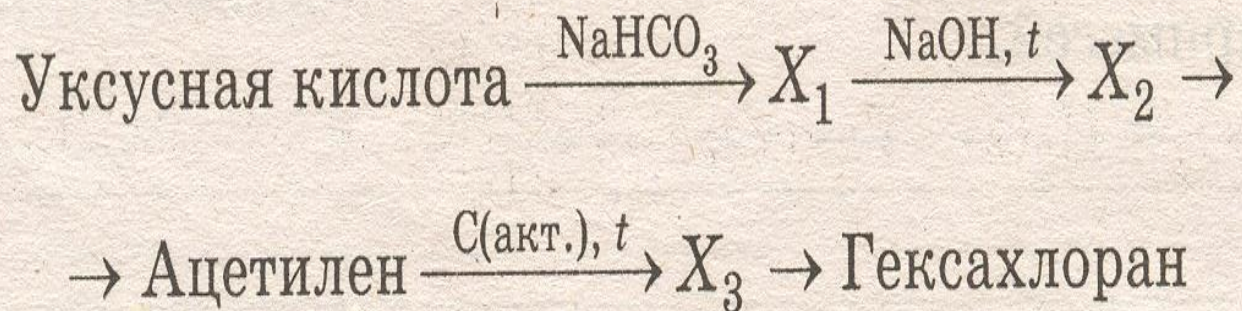 Уксусная кислота NaHCO₃ → X₁ NaOH, t → X₂ →
→ Ацетилен C(акт.), t → X₃ → Гексахлоран